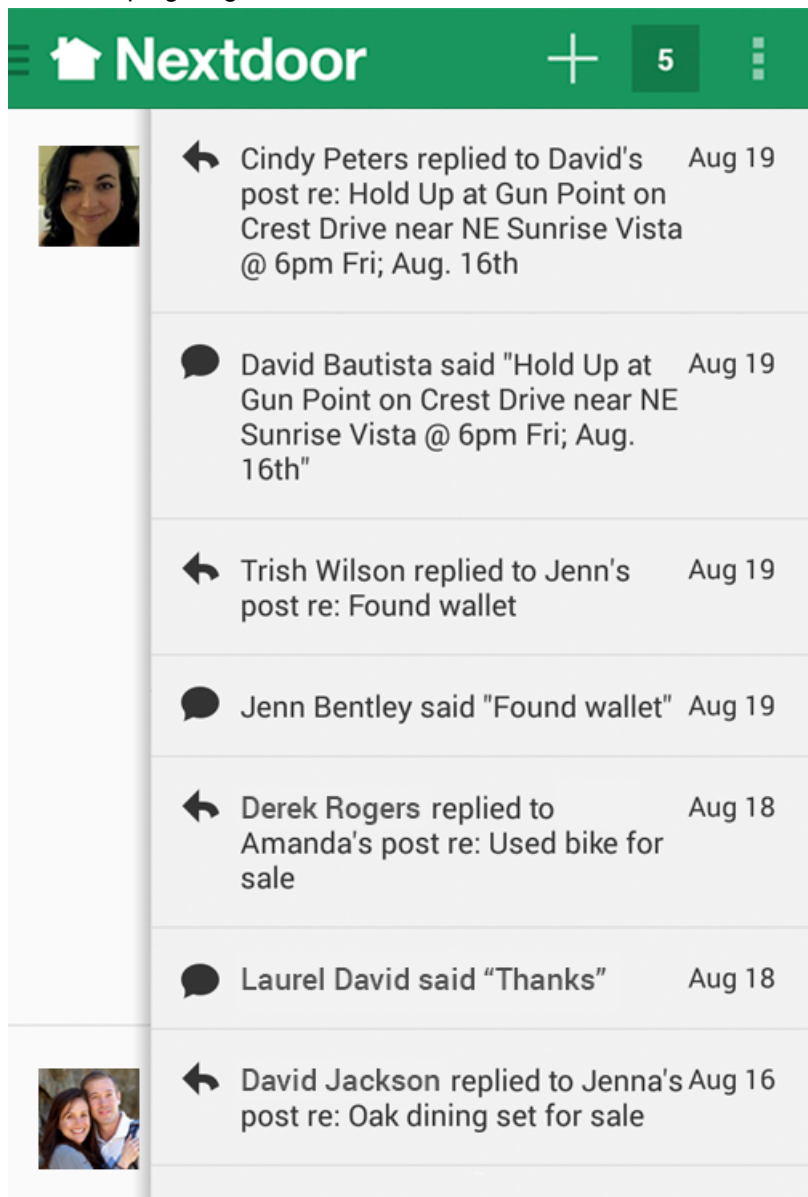 Nextdoor
5
Cindy Peters replied to David's Aug 19
post re: Hold Up at Gun Point on
Crest Drive near NE Sunrise Vista
@ 6pm Fri; Aug. 16th
David Bautista said "Hold Up at Aug 19
Gun Point on Crest Drive near NE
Sunrise Vista @ 6pm Fri; Aug.
16th"
Trish Wilson replied to Jenn's Aug 19
post re: Found wallet
Jenn Bentley said "Found wallet" Aug 19
Derek Rogers replied to Aug 18
Amanda's post re: Used bike for
sale
Laurel David said “Thanks” Aug 18
David Jackson replied to Jenna's Aug 16
post re: Oak dining set for sale